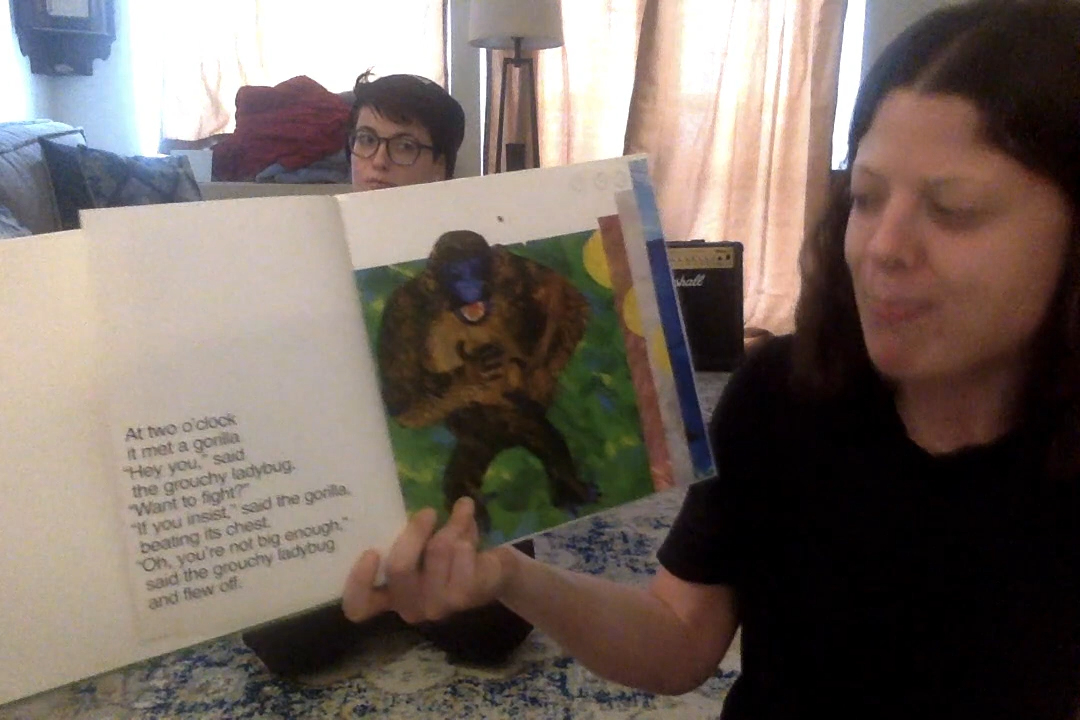 At two o'clock
it met a gorilla
"Hey you," said
the grouchy ladybug.
"Want to fight?"
"If you insist," said the gorilla,
beating its chest.
"Oh, you're not big enough,"
said the grouchy ladybug
and flew off.
shall